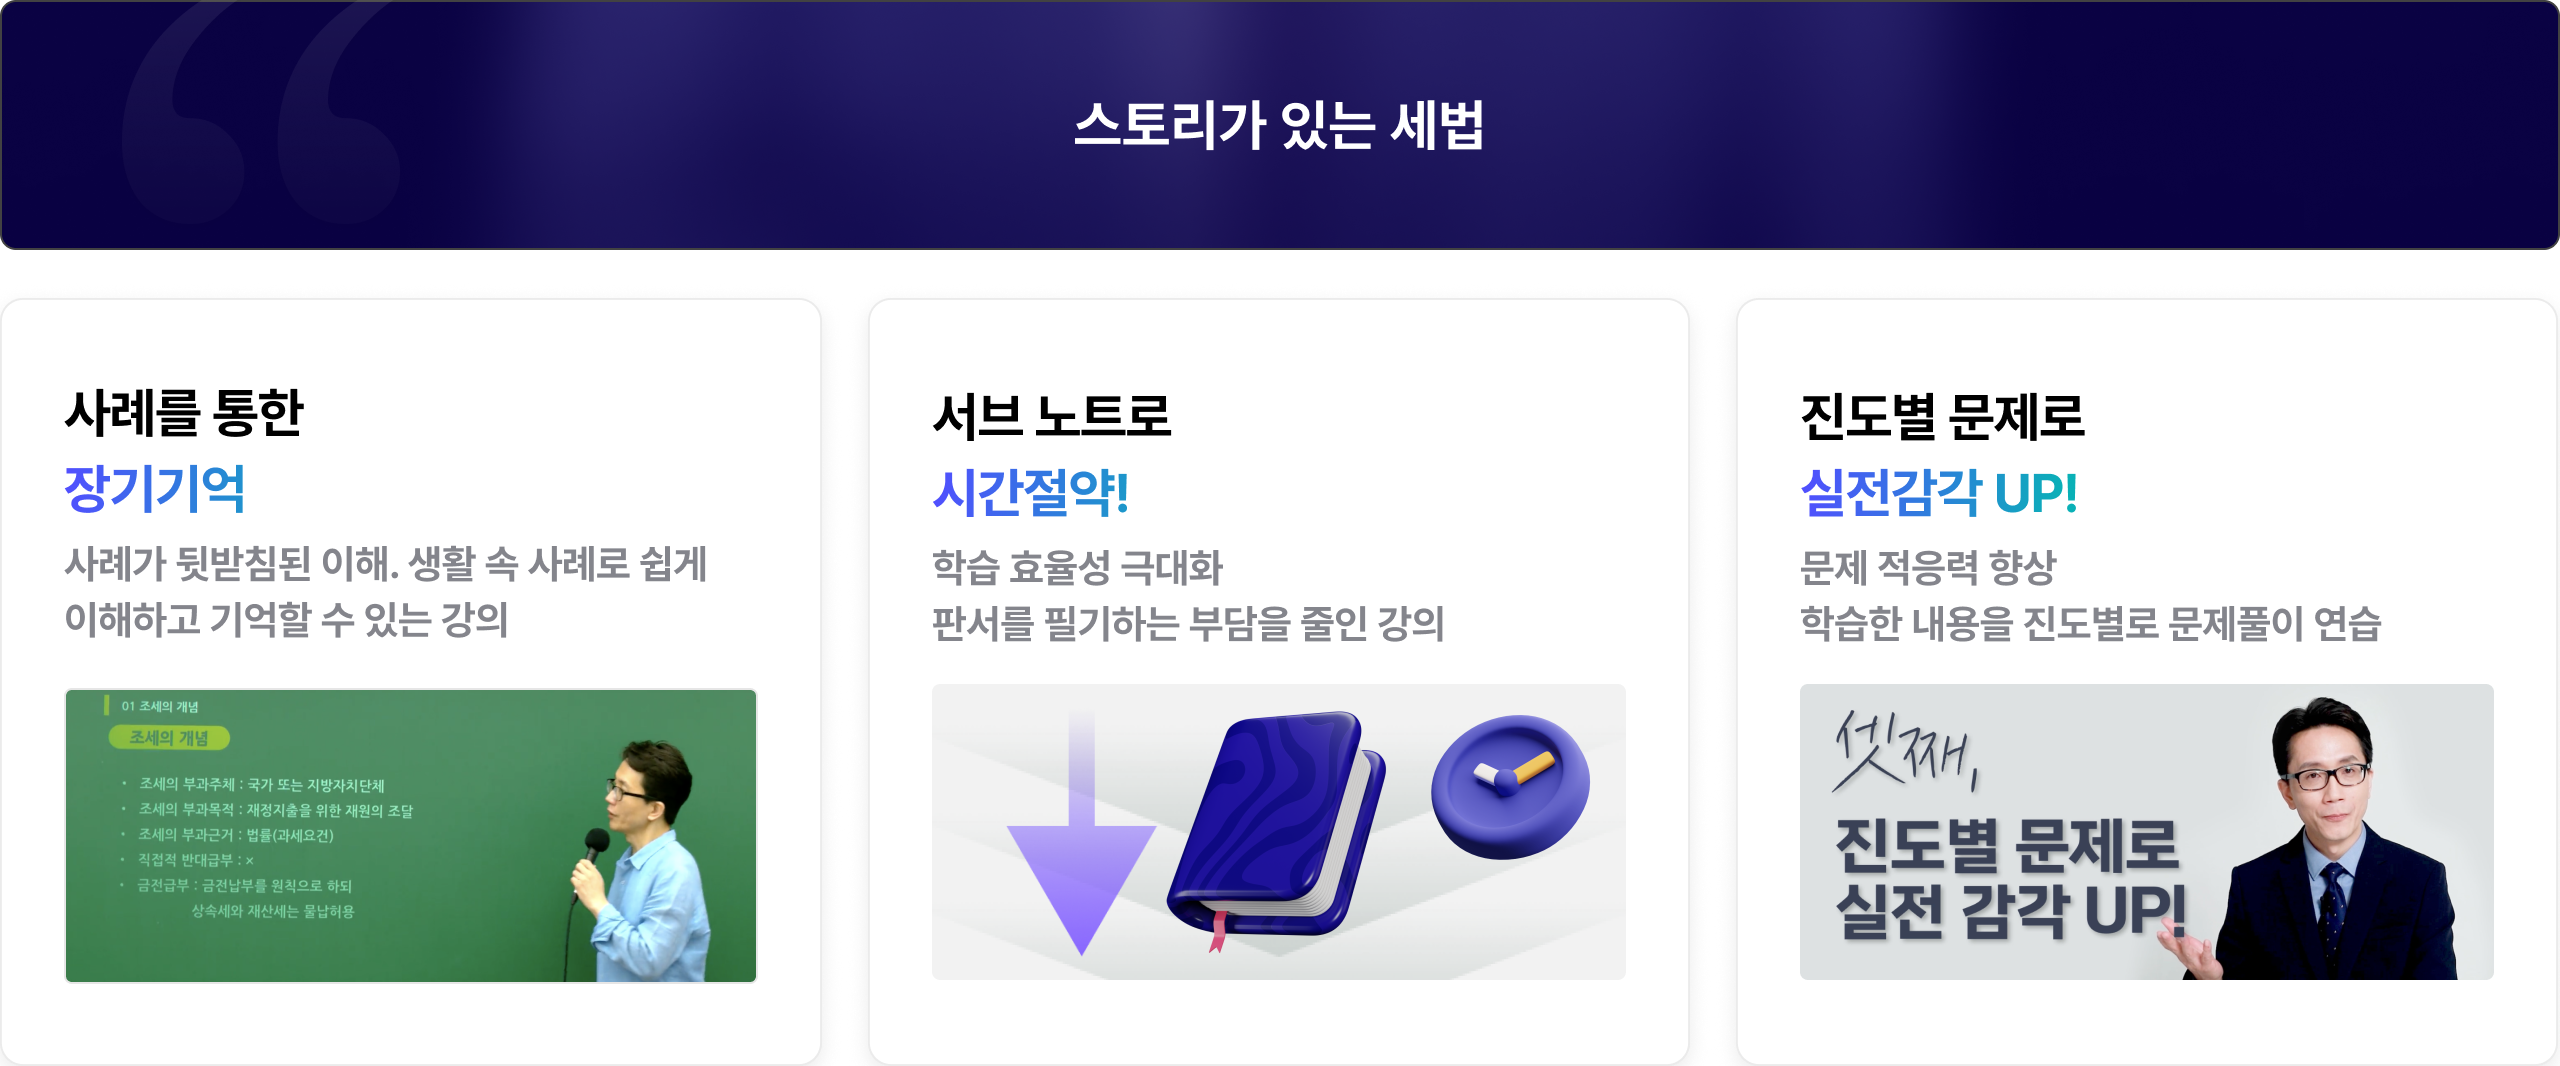 스토리가 있는 세법
사례를 통한
장기기억
사례가 뒷받침된 이해. 생활 속 사례로 쉽게
이해하고 기억할 수 있는 강의
01 조세의 개념
조세의 개념
• 조세의 부과주체 : 국가 또는 지방자치단체
• 조세의 부과목적 : 재정지출을 위한 재원의 조달
• 조세의 부과근거 : 법률(과세요건)
• 직접적 반대급부 : ×
• 금전급부 : 금전납부를 원칙으로 하되
상속세와 재산세는 물납허용
서브 노트로
시간절약!
학습 효율성 극대화
판서를 필기하는 부담을 줄인 강의
진도별 문제로
실전감각 UP!
문제 적응력 향상
학습한 내용을 진도별로 문제풀이 연습
셋째,
진도별 문제로
실전 감각 UP!